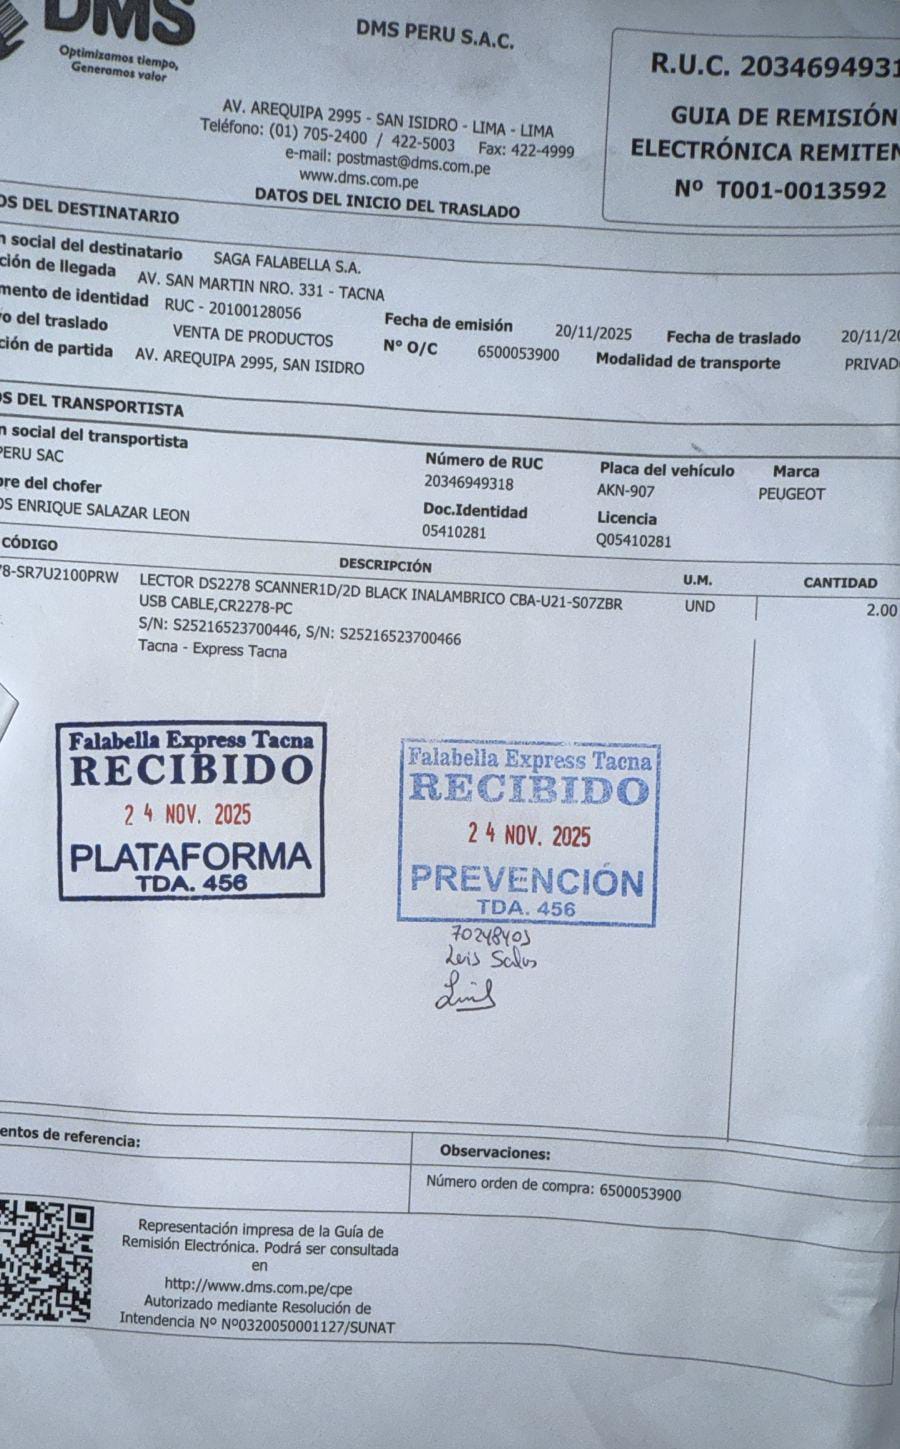 DMS
Optimizamos tiempo,
Generamos valor
DMS PERU S.A.C.
AV. AREQUIPA 2995 - SAN ISIDRO - LIMA - LIMA
Teléfono: (01) 705-2400 / 422-5003 Fax: 422-4999
e-mail: postmast@dms.com.pe
www.dms.com.pe
R.U.C. 2034694931
GUIA DE REMISIÓN
ELECTRÓNICA REMITEN
Nº T001-0013592
DATOS DEL INICIO DEL TRASLADO
OS DEL DESTINATARIO
n social del destinatario SAGA FALABELLA S.A.
ción de llegada AV. SAN MARTIN NRO. 331 - TACNA
mento de identidad RUC - 20100128056
o del traslado VENTA DE PRODUCTOS Fecha de emisión 20/11/2025 Fecha de traslado 20/11/20
ción de partida AV. AREQUIPA 2995, SAN ISIDRO Nº O/C 6500053900 Modalidad de transporte PRIVAD
OS DEL TRANSPORTISTA
n social del transportista Número de RUC Placa del vehículo Marca
PERU SAC 20346949318 AKN-907 PEUGEOT
bre del chofer Doc.Identidad Licencia
OS ENRIQUE SALAZAR LEON 05410281 Q05410281
CÓDIGO DESCRIPCIÓN U.M. CANTIDAD
78-SR7U2100PRW LECTOR DS2278 SCANNER1D/2D BLACK INALAMBRICO CBA-U21-S07ZBR UND 2.00
USB CABLE,CR2278-PC
S/N: S25216523700446, S/N: S25216523700466
Tacna - Express Tacna
Falabella Express Tacna
RECIBIDO
24 NOV. 2025
PLATAFORMA
TDA. 456
Falabella Express Tacna
RECIBIDO
24 NOV. 2025
PREVENCIÓN
TDA. 456
entos de referencia:
Observaciones:
Número orden de compra: 6500053900
Representación impresa de la Guía de
Remisión Electrónica. Podrá ser consultada
en
http://www.dms.com.pe/cpe
Autorizado mediante Resolución de
Intendencia Nº Nº0320050001127/SUNAT